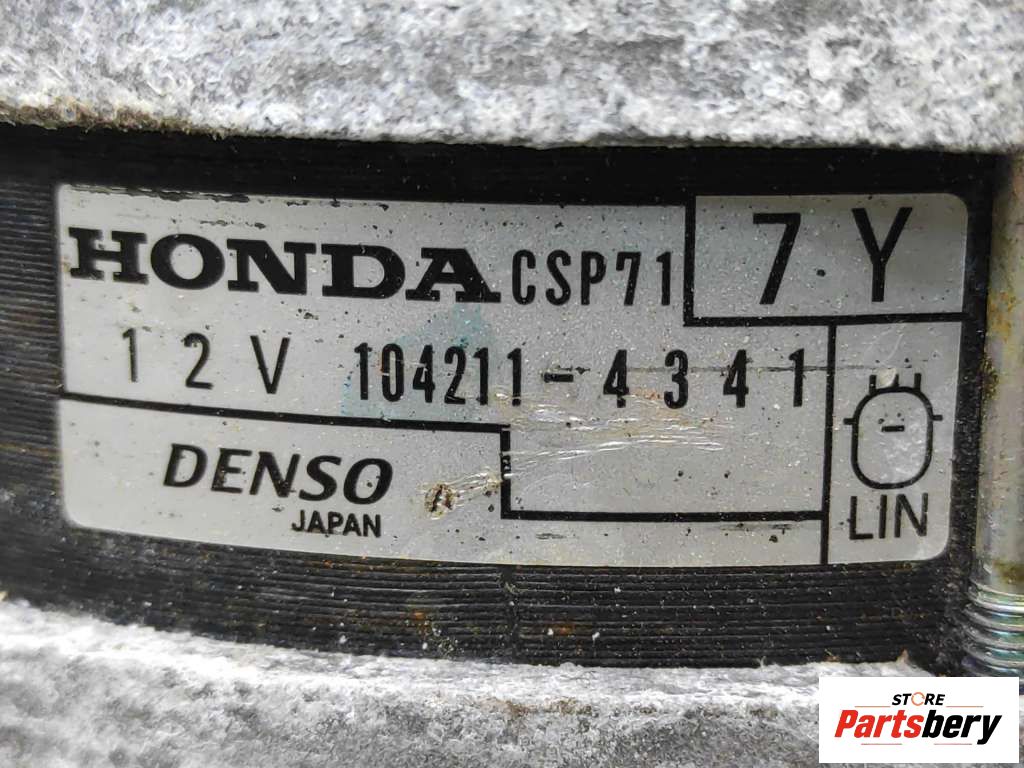 HONDA CSP71 7 Y
12V 104211-4341
DENSO
JAPAN
LIN
STORE
Partsbery